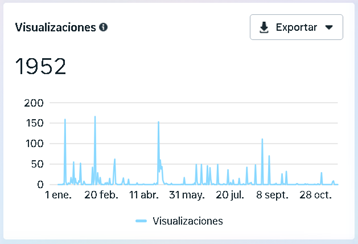 Visualizaciones
Exportar
1952
200
150
100
50
0
1 ene. 20 feb. 11 abr. 31 may. 19 jul. 8 sept. 28 oct.
Visualizaciones